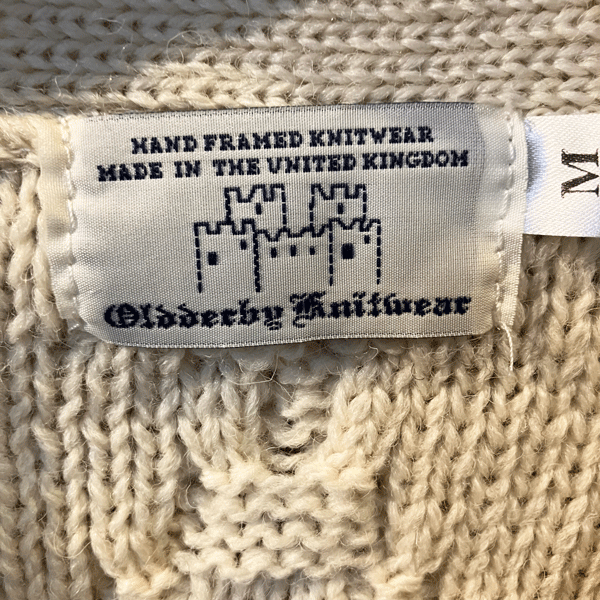 HAND FRAMED KNITWEAR
MADE IN THE UNITED KINGDOM
Oldderby Knitwear
M